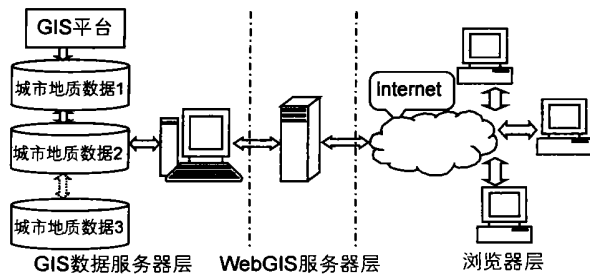 GIS平台
城市地质数据1
城市地质数据2
城市地质数据3
Internet
GIS数据服务器层
WebGIS服务器层
浏览器层